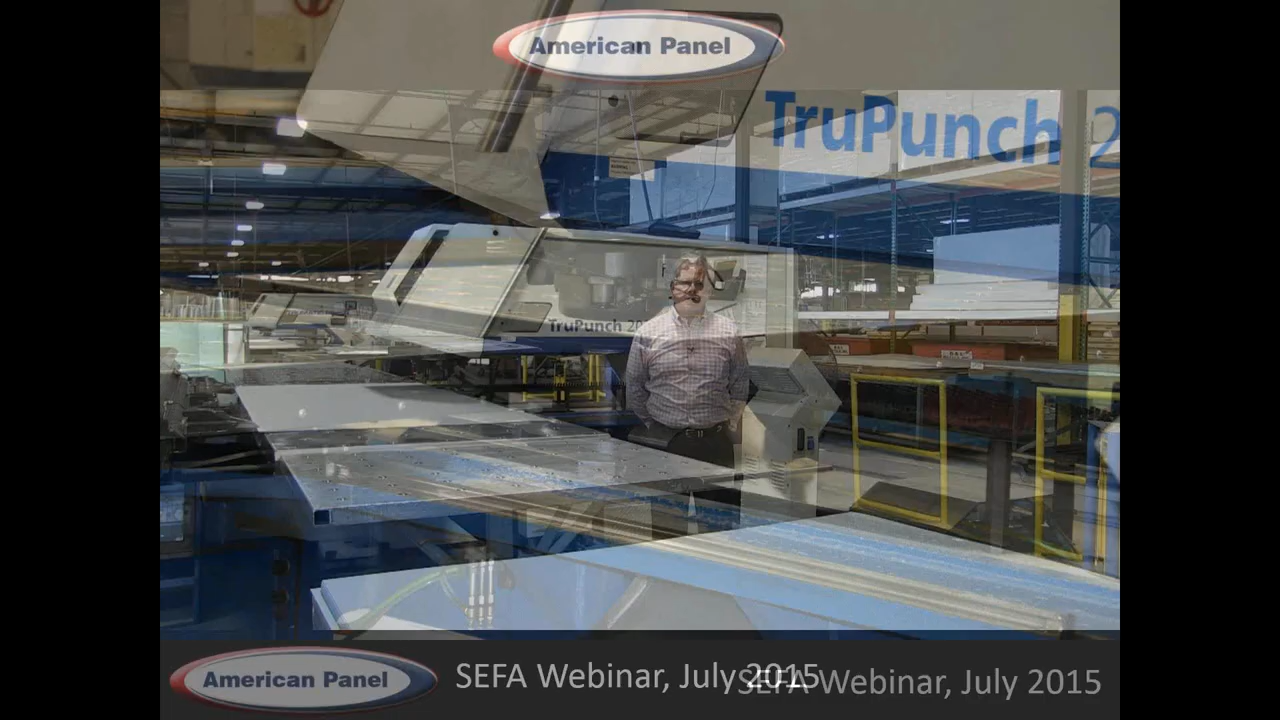 American Panel
TruPunch 2
TruPunch 20
American Panel
SEFA Webinar, July 2015
SEFA Webinar, July 2015